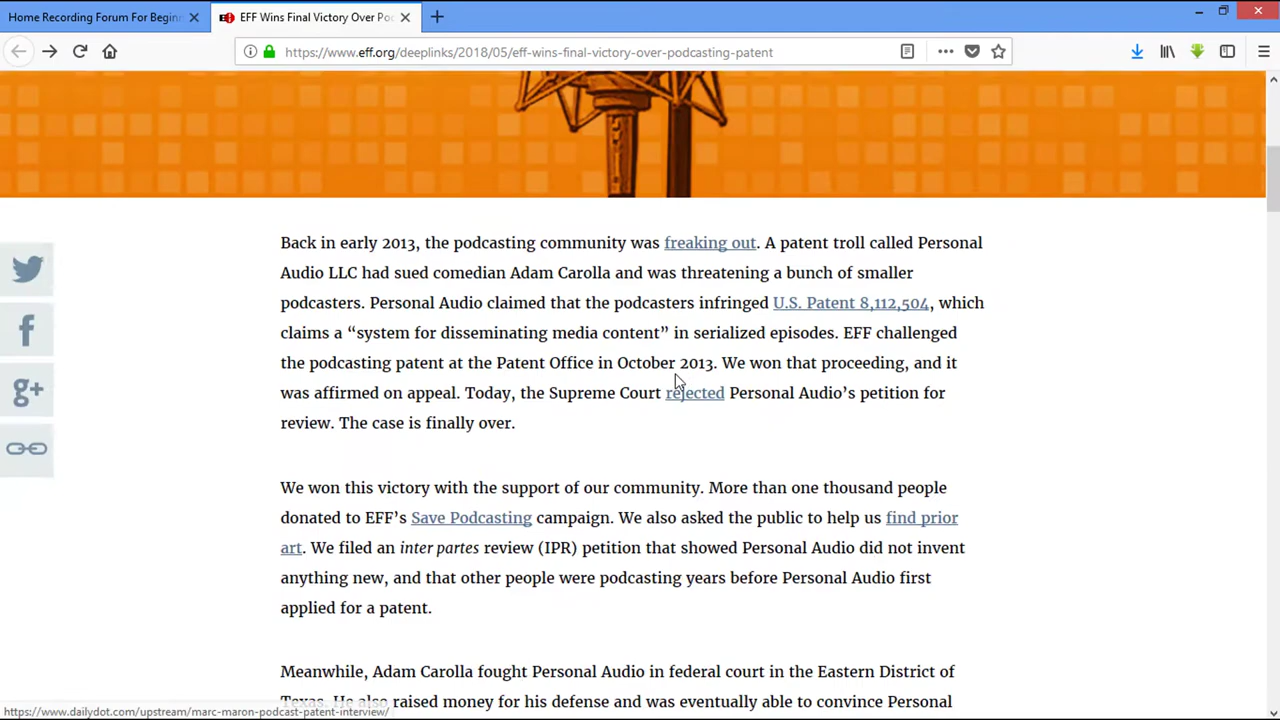 Home Recording Forum For Beginn
EFF Wins Final Victory Over Po
https://www.eff.org/deeplinks/2018/05/eff-wins-final-victory-over-podcasting-patent
Back in early 2013, the podcasting community was freaking out. A patent troll called Personal
Audio LLC had sued comedian Adam Carolla and was threatening a bunch of smaller
podcasters. Personal Audio claimed that the podcasters infringed U.S. Patent 8,112,504, which
claims a “system for disseminating media content” in serialized episodes. EFF challenged
the podcasting patent at the Patent Office in October 2013. We won that proceeding, and it
was affirmed on appeal. Today, the Supreme Court rejected Personal Audio’s petition for
review. The case is finally over.
We won this victory with the support of our community. More than one thousand people
donated to EFF’s Save Podcasting campaign. We also asked the public to help us find prior
art. We filed an inter partes review (IPR) petition that showed Personal Audio did not invent
anything new, and that other people were podcasting years before Personal Audio first
applied for a patent.
Meanwhile, Adam Carolla fought Personal Audio in federal court in the Eastern District of
Texas. He also raised money for his defense and was eventually able to convince Personal
https://www.dailydot.com/upstream/marc-maron-podcast-patent-interview/